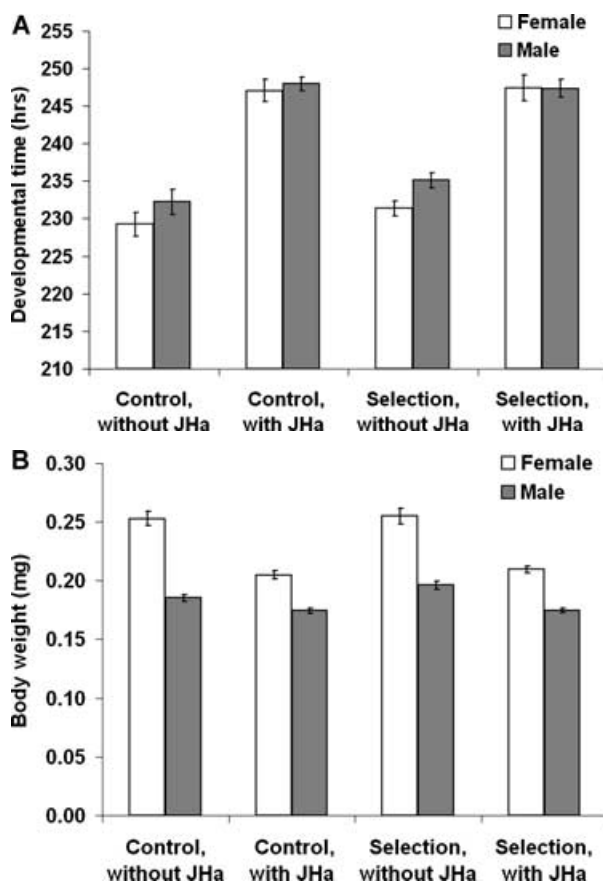 A
Female
Male
Developmental time (hrs)
255
250
245
240
235
230
225
220
215
210
Control,
without JHa
Control,
with JHa
Selection,
without JHa
Selection,
with JHa
B
Female
Male
Body weight (mg)
0.30
0.25
0.20
0.15
0.10
0.05
0.00
Control,
without JHa
Control,
with JHa
Selection,
without JHa
Selection,
with JHa